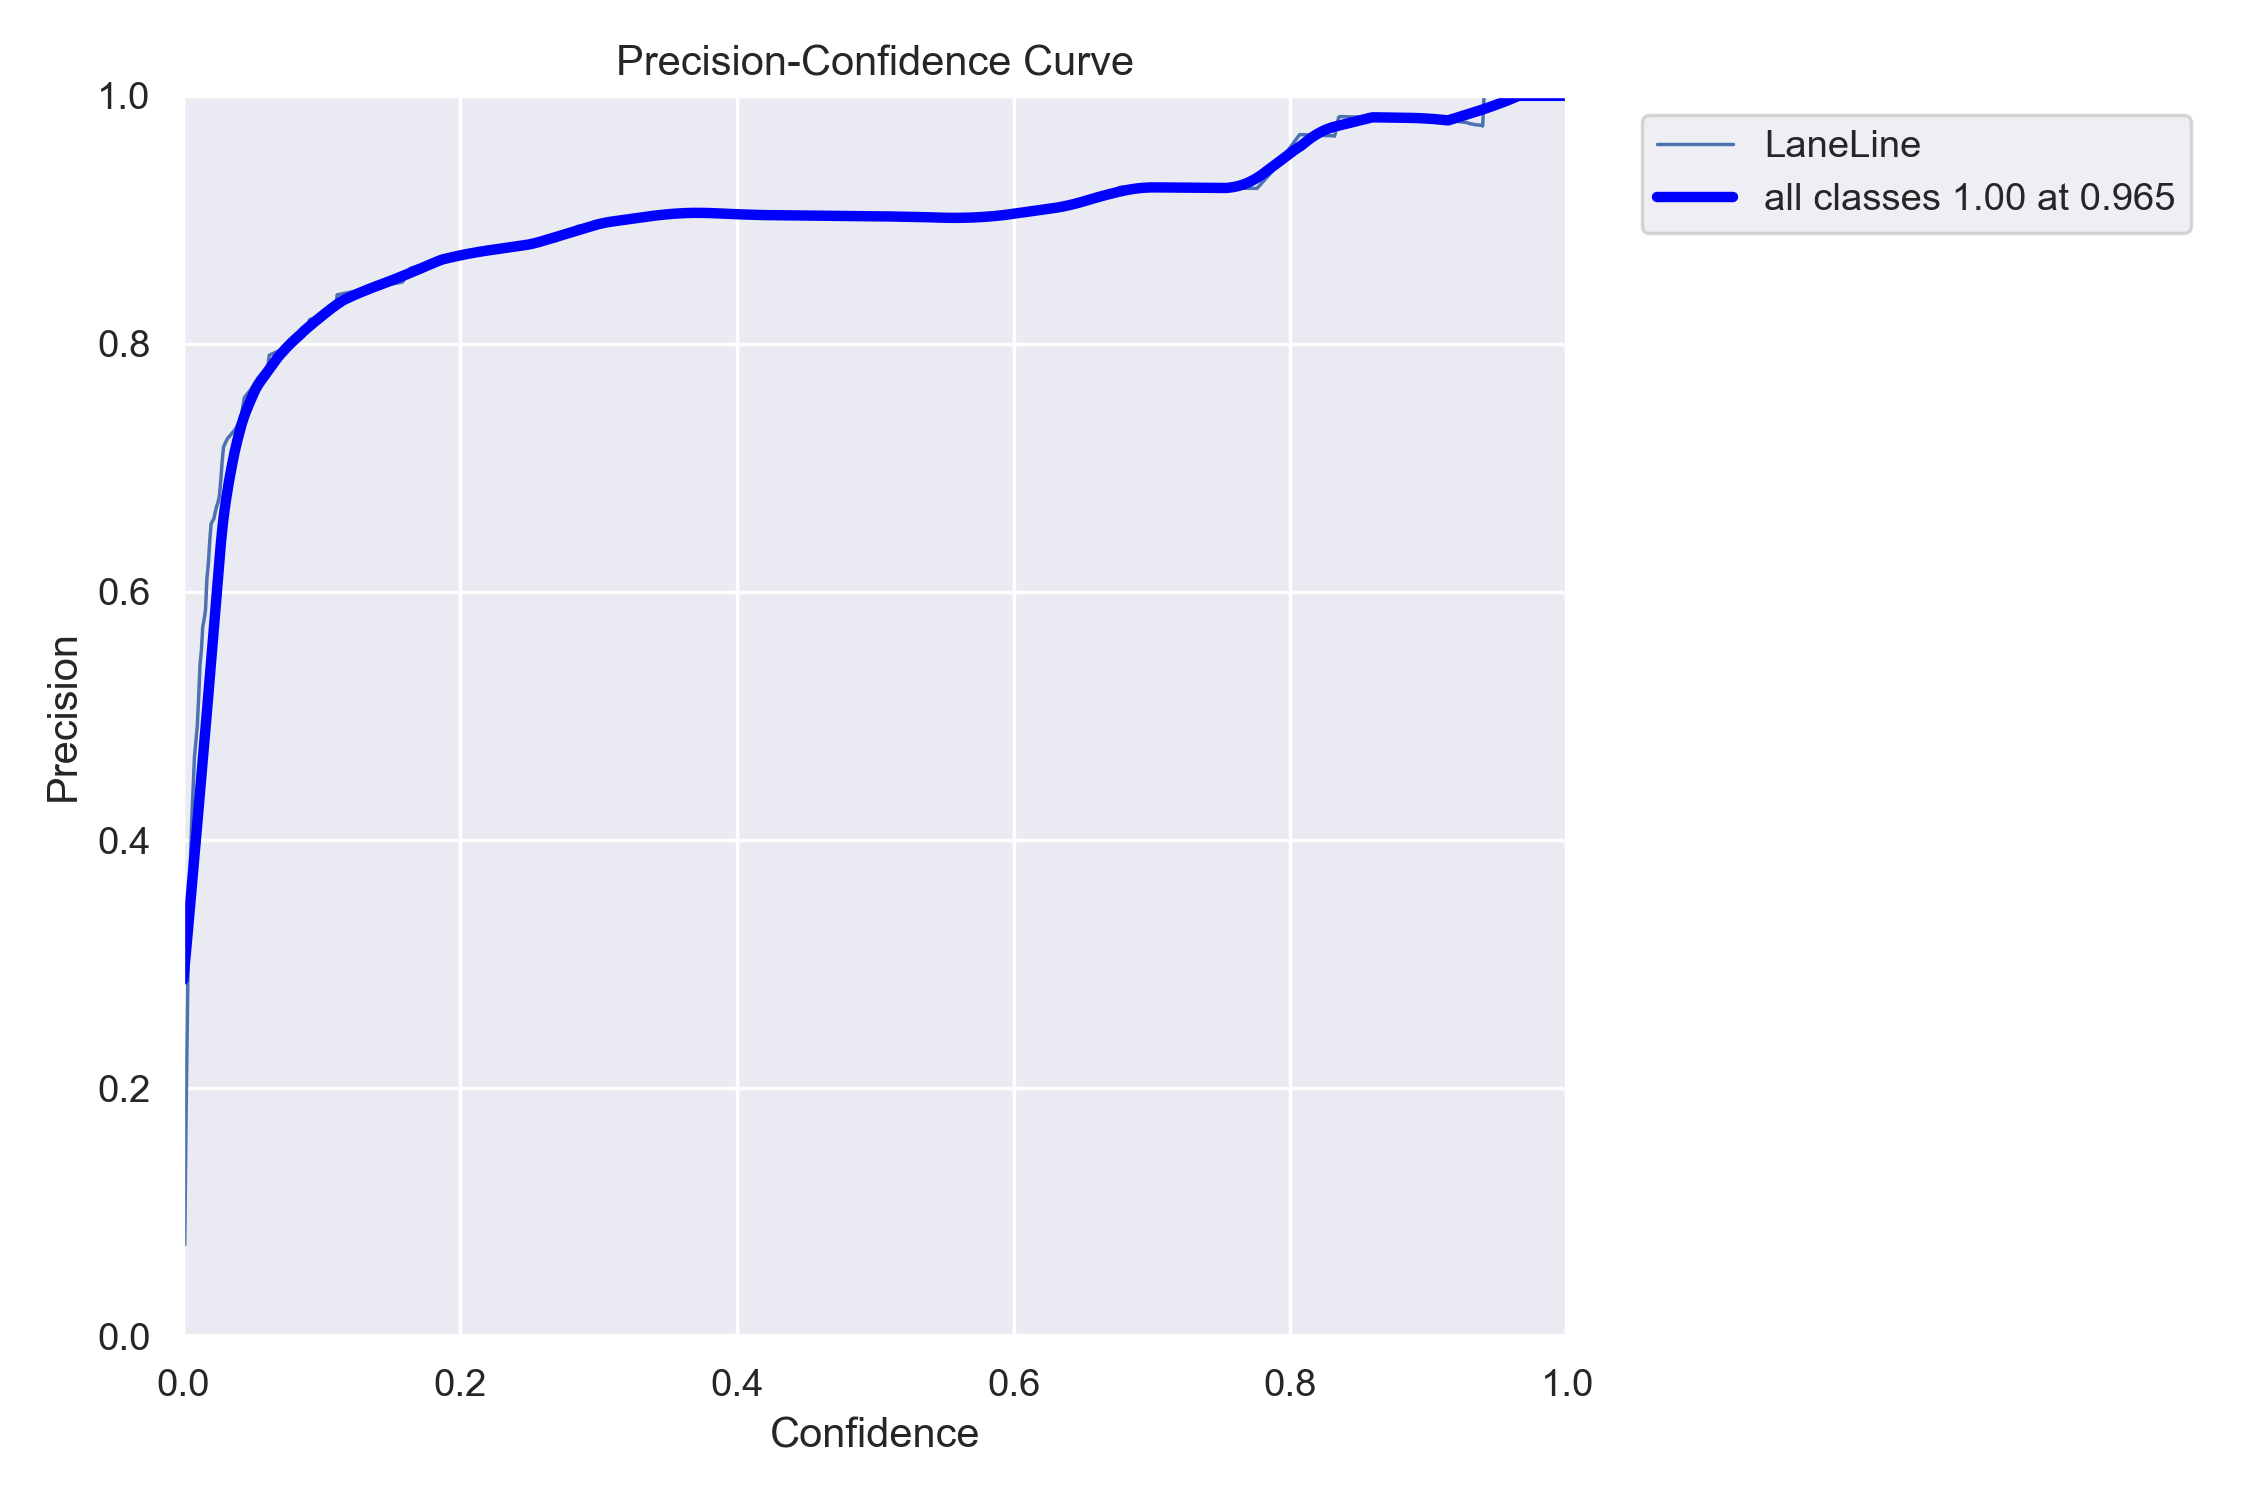 Precision-Confidence Curve
1.0
0.8
0.6
0.4
0.2
0.0
Precision
0.0 0.2 0.4 0.6 0.8 1.0
Confidence
LaneLine
all classes 1.00 at 0.965